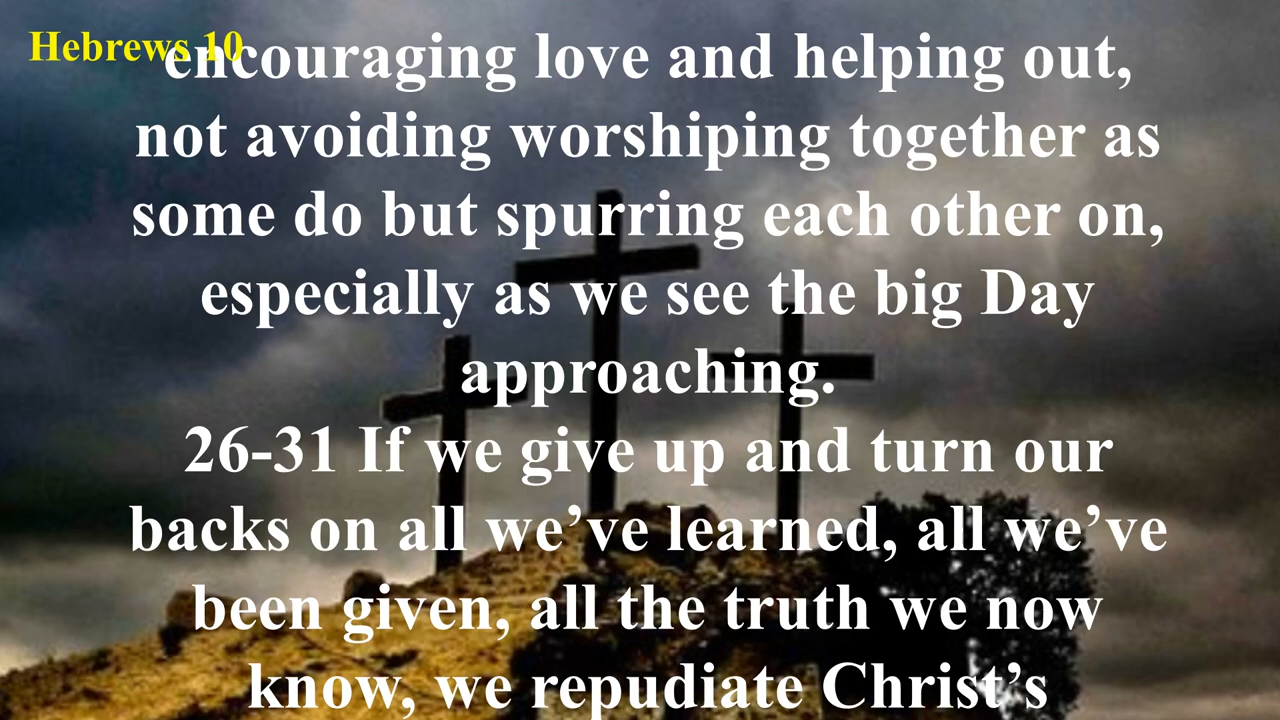 Hebrews 10
encouraging love and helping out,
not avoiding worshiping together as
some do but spurring each other on,
especially as we see the big Day
approaching.
26-31 If we give up and turn our
backs on all we’ve learned, all we’ve
been given, all the truth we now
know, we repudiate Christ’s